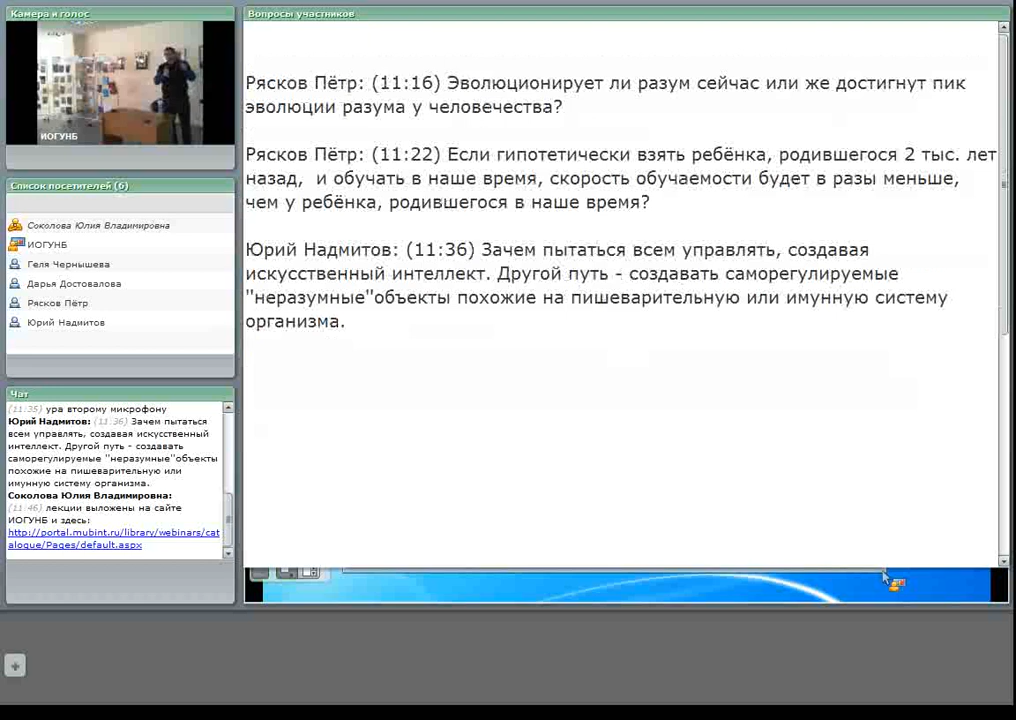 Камера и голос
ИОГУНБ
Список посетителей (6)
Соколова Юлия Владимировна
ИОГУНБ
Геля Чернышева
Дарья Достовалова
Рясков Пётр
Юрий Надмитов
Чат
(11:35) ура второму микрофону
Юрий Надмитов: (11:36) Зачем пытаться
всем управлять, создавая искусственный
интеллект. Другой путь - создавать
саморегулируемые "неразумные"объекты
похожие на пишеварительную или
имунную систему организма.
Соколова Юлия Владимировна:
(11:46) лекции выложены на сайте
ИОГУНБ и здесь:
http://portal.mubint.ru/library/webinars/cat
alogue/Pages/default.aspx
Вопросы участников
Рясков Пётр: (11:16) Эволюционирует ли разум сейчас или же достигнут пик
эволюции разума у человечества?
Рясков Пётр: (11:22) Если гипотетически взять ребёнка, родившегося 2 тыс. лет
назад, и обучать в наше время, скорость обучаемости будет в разы меньше,
чем у ребёнка, родившегося в наше время?
Юрий Надмитов: (11:36) Зачем пытаться всем управлять, создавая
искусственный интеллект. Другой путь - создавать саморегулируемые
"неразумные"объекты похожие на пишеварительную или имунную систему
организма.